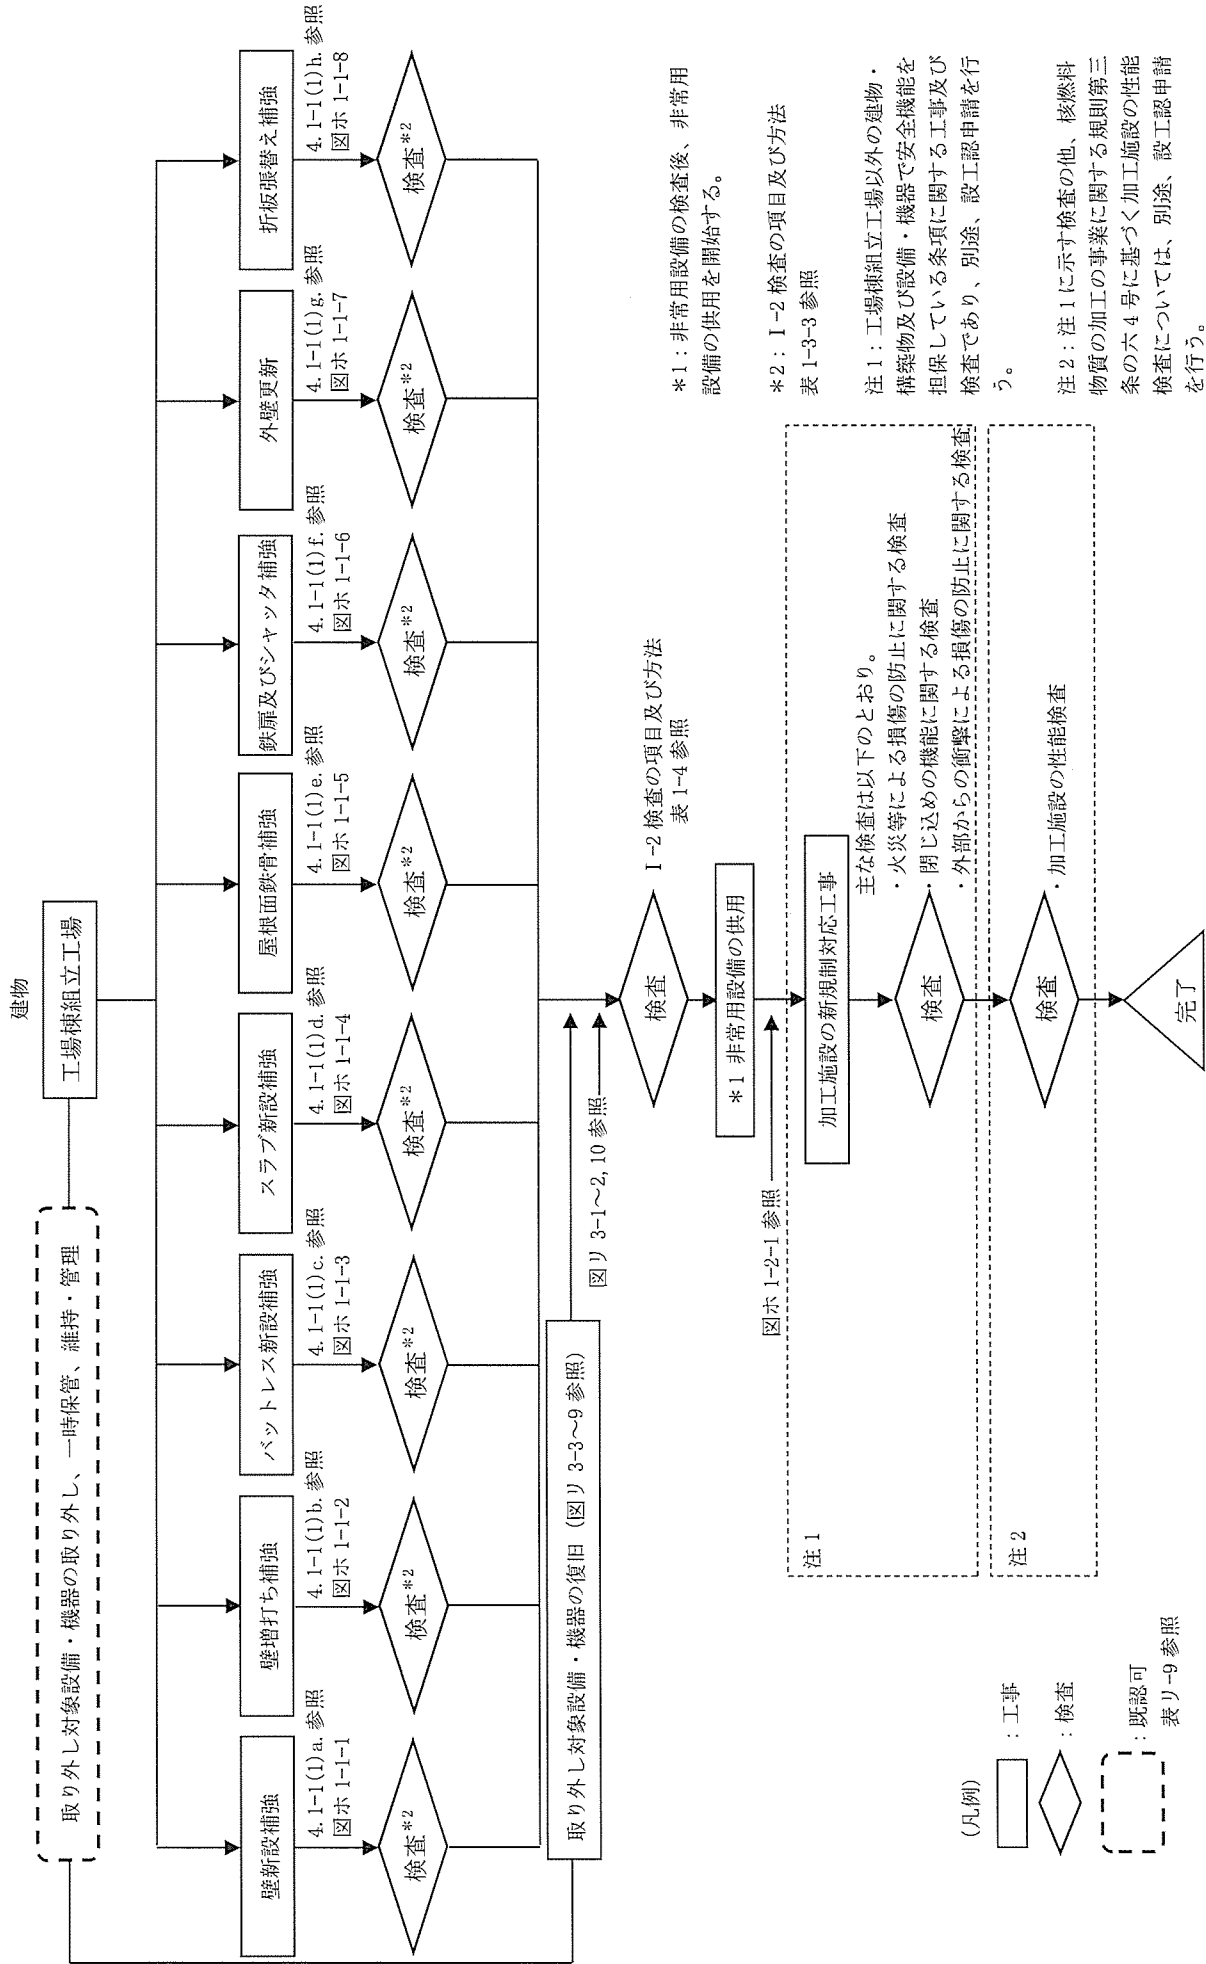 建物
工場棟組立工場
取り外し対象設備・機器の取り外し、一時保管、維持・管理
壁新設補強
4.1-1(1)a.参照
図ホ1-1-1
検査*2
壁増打ち補強
4.1-1(1)b.参照
図ホ1-1-2
検査*2
バットレス新設補強
4.1-1(1)c.参照
図ホ1-1-3
検査*2
スラブ新設補強
4.1-1(1)d.参照
図ホ1-1-4
検査*2
屋根面鉄骨補強
4.1-1(1)e.参照
図ホ1-1-5
検査*2
鉄扉及びシャッタ補強
4.1-1(1)f.参照
図ホ1-1-6
検査*2
外壁更新
4.1-1(1)g.参照
図ホ1-1-7
検査*2
折板張替え補強
4.1-1(1)h.参照
図ホ1-1-8
検査*2
取り外し対象設備・機器の復旧(図リ3-3~9参照)
図リ3-1~2,10参照
検査
I-2検査の項目及び方法
表1-4参照
*1 非常用設備の供用
図ホ1-2-1参照
注1
加工施設の新規制対応工事
主な検査は以下のとおり。
・火災等による損傷の防止に関する検査
・閉じ込めの機能に関する検査
・外部からの衝撃による損傷の防止に関する検査
検査
注2
検査
・加工施設の性能検査
完了
*1:非常用設備の検査後、非常用
設備の供用を開始する。
*2:I-2検査の項目及び方法
表1-3-3参照
注1:工場棟組立工場以外の建物・
構築物及び設備・機器で安全機能を
担保している条項に関する工事及び
検査であり、別途、設工認申請を行
う。
注2:注1に示す検査の他、核燃料
物質の加工の事業に関する規則第三
条の六4号に基づく加工施設の性能
検査については、別途、設工認申請
を行う。
(凡例)
:工事
:検査
:既認可
表リ-9参照